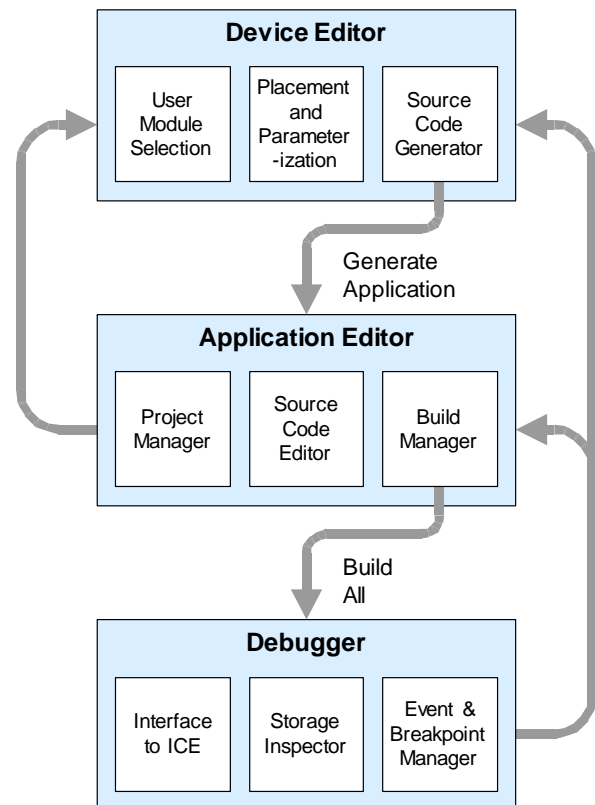 Device Editor
User
Module
Selection
Placement
and
Parameter
-ization
Source
Code
Generator
Generate
Application
Application Editor
Project
Manager
Source
Code
Editor
Build
Manager
Build
All
Debugger
Interface
to ICE
Storage
Inspector
Event &
Breakpoint
Manager